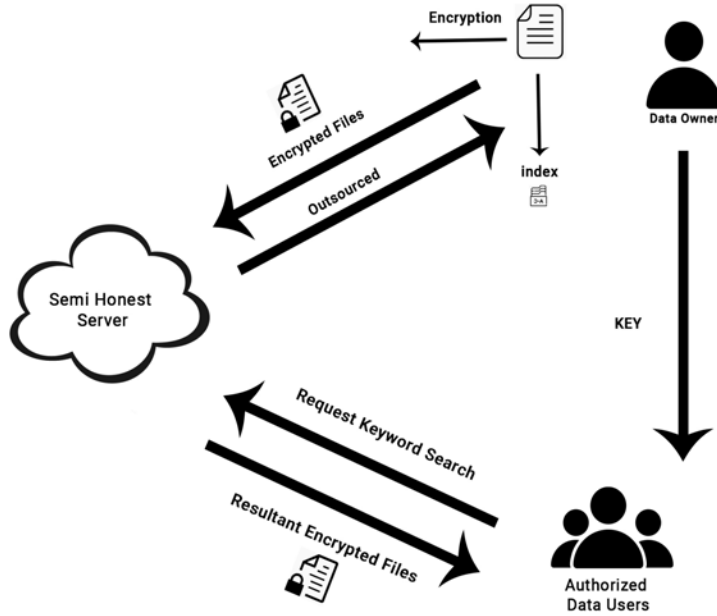 Encryption
Data Owner
Encrypted Files
Outsourced
index
Semi Honest
Server
KEY
Request Keyword Search
Resultant Encrypted Files
Authorized
Data Users